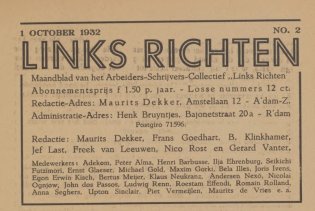 1 OCTOBER 1932 NO. 2
LINKS RICHTEN
Maandblad van het Arbeiders-Schrijvers-Collectief „Links Richten
Abonnementsprijs f 1.50 p. jaar. - Losse nummers 12 ct.
Redactie-Adres: Maurits Dekker, Amstellaan 12 - A'dam-Z.
Administratie-Adres: Henk Bruyntjes, Bajonetstraat 20a - R'dam
Postgiro 71596.
Redactie: Maurits Dekker, Frans Goedhart, B. Klinkhamer,
Jef Last, Freek van Leeuwen, Nico Rost en Gerard Vanter.
Medewerkers: Adekom, Peter Alma, Henri Barbusse, Ilja Ehrenburg, Seikichi
Futzimori, Ernst Glaeser, Michael Gold, Maxim Gorki, Bela Illes, Joris Ivens,
Egon Erwin Kisch, Bertus Meijer, Klaus Neukranz, Andersen Nexö, Nicolas
Ognjow, John dos Passos, Ludwig Renn, Roestam Effendi, Romain Rolland,
Anna Seghers, Upton Sinclair, Piet Vermeijlen, Maurits de Vries e. a.